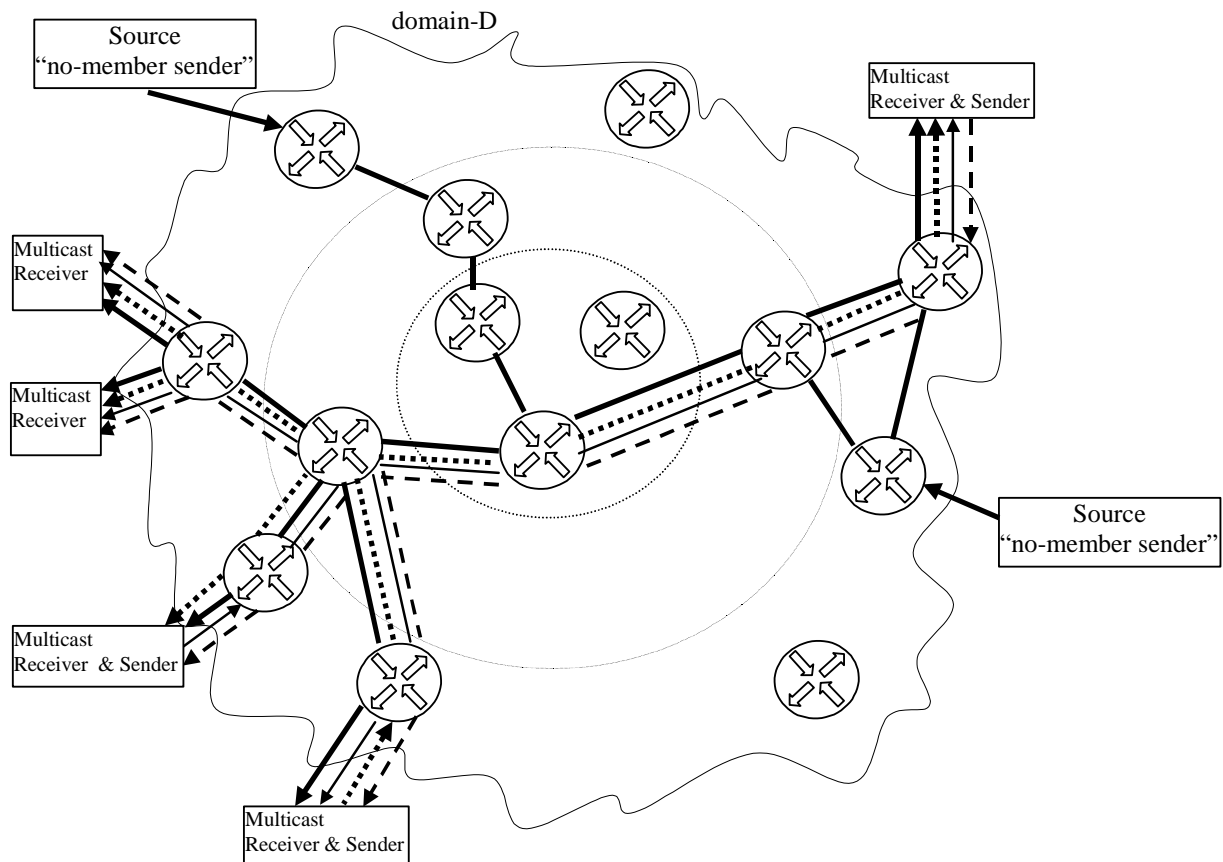 domain-D
Source
“no-member sender”
Multicast
Receiver & Sender
Multicast
Receiver
Multicast
Receiver
Source
“no-member sender”
Multicast
Receiver & Sender
Multicast
Receiver & Sender